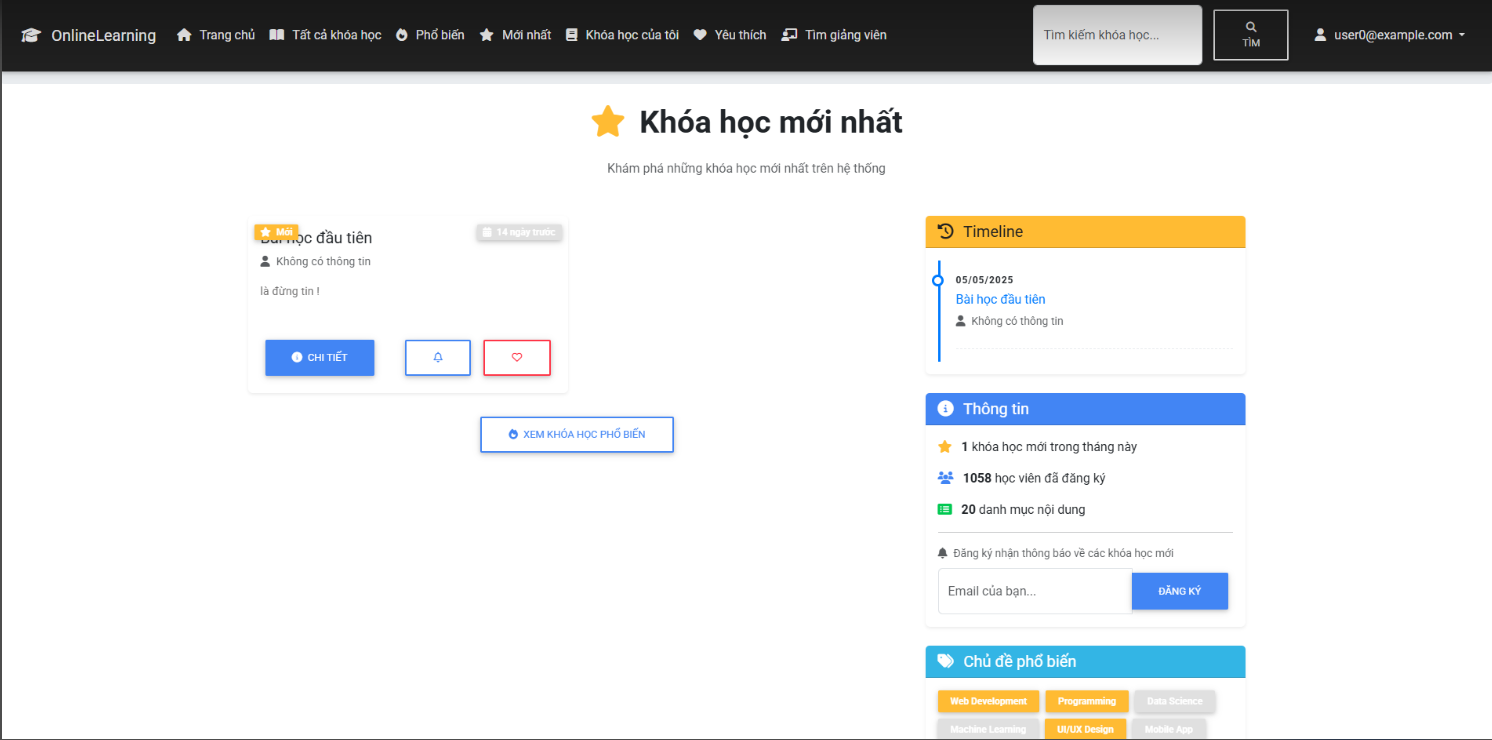 OnlineLearning Trang chủ Tất cả khóa học Phổ biến Mới nhất Khóa học của tôi Yêu thích Tìm giảng viên Tìm kiếm khóa học... TÌM user0@example.com
Khóa học mới nhất
Khám phá những khóa học mới nhất trên hệ thống
Mới
14 ngày trước
Bài học đầu tiên
Không có thông tin
là đừng tin !
CHI TIẾT
XEM KHÓA HỌC PHỔ BIẾN
Timeline
05/05/2025
Bài học đầu tiên
Không có thông tin
Thông tin
1 khóa học mới trong tháng này
1058 học viên đã đăng ký
20 danh mục nội dung
Đăng ký nhận thông báo về các khóa học mới
Email của bạn... ĐĂNG KÝ
Chủ đề phổ biến
Web Development Programming Data Science
Machine Learning UI/UX Design Mobile App